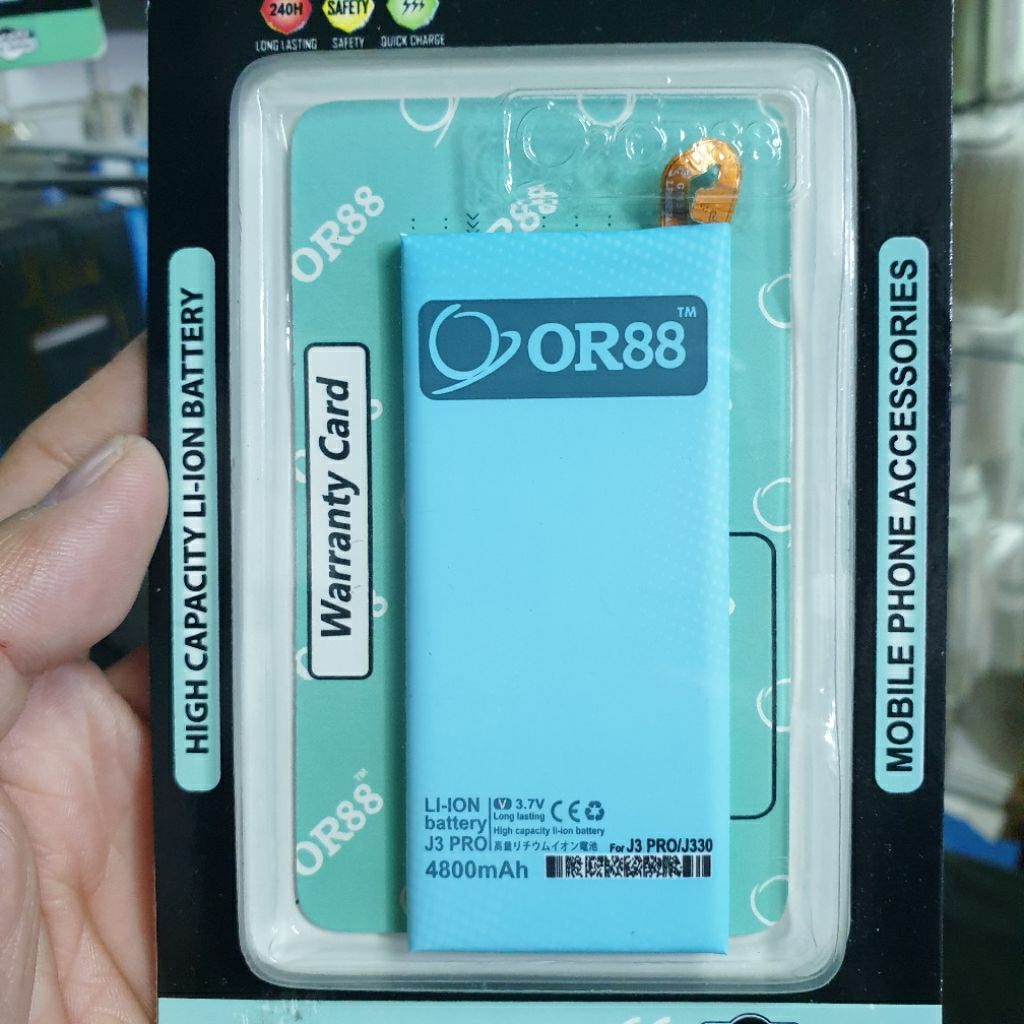 240H
SAFETY
LONG LASTING
SAFETY
QUICK CHARGE
HIGH CAPACITY LI-ION BATTERY
MOBILE PHONE ACCESSORIES
Warranty Card
OR88
OR88
OR88™
OR88™
LI-ION
battery
J3 PRO
4800mAh
V 3.7V
Long lasting
CE
High capacity li-ion battery
高量リチウムイオン電池
For J3 PRO/J330